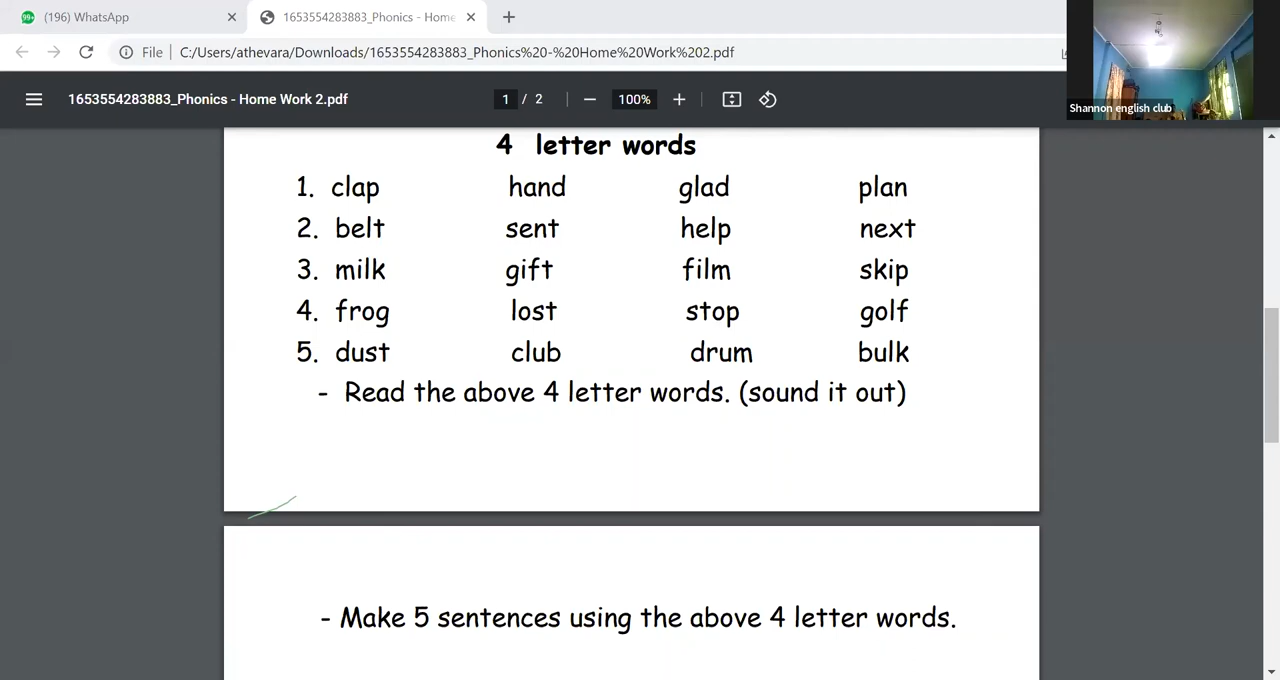 99+ (196) WhatsApp
1653554283883_Phonics - Home
File C:/Users/athevara/Downloads/1653554283883_Phonics%20-%20Home%20Work%202.pdf
1653554283883_Phonics - Home Work 2.pdf 1 / 2 100%
Shannon english club
4 letter words
1. clap hand glad plan
2. belt sent help next
3. milk gift film skip
4. frog lost stop golf
5. dust club drum bulk
- Read the above 4 letter words. (sound it out)
- Make 5 sentences using the above 4 letter words.